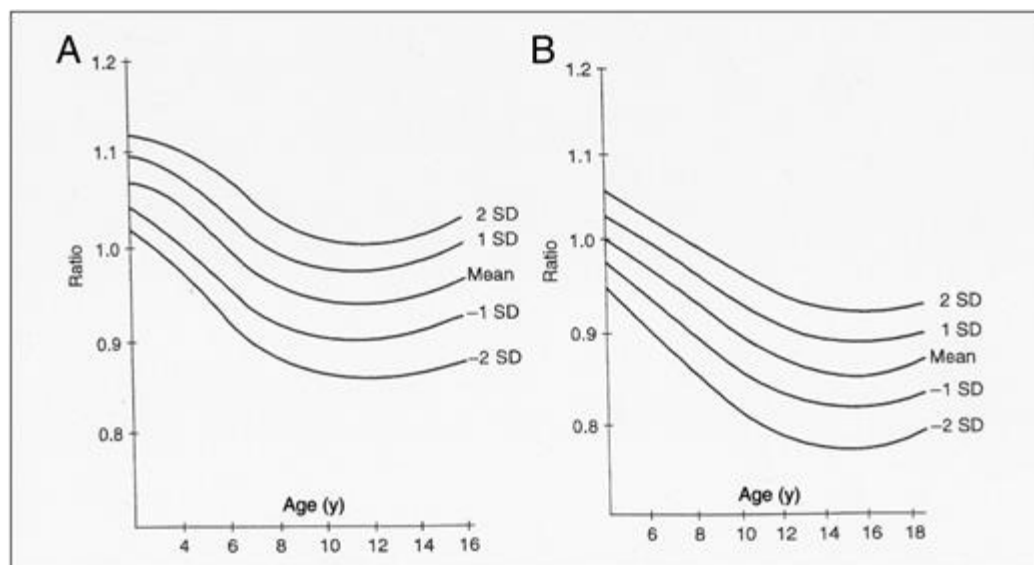 A
1.2
1.1
1.0
0.9
0.8
Ratio
2 SD
1 SD
Mean
−1 SD
−2 SD
Age (y)
4 6 8 10 12 14 16
B
1.2
1.1
1.0
0.9
0.8
Ratio
2 SD
1 SD
Mean
−1 SD
−2 SD
Age (y)
6 8 10 12 14 16 18